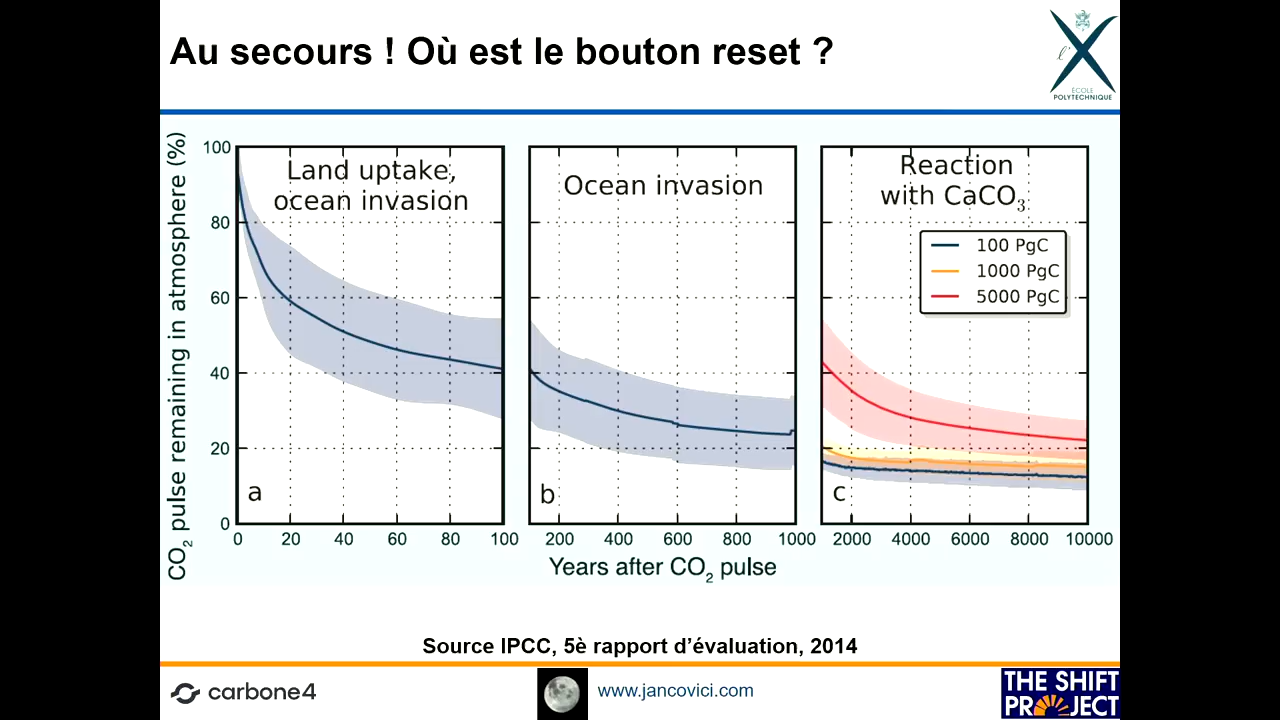 Au secours ! Où est le bouton reset ?
l'X
ÉCOLE
POLYTECHNIQUE
CO2 pulse remaining in atmosphere (%)
100
80
60
40
20
0
Land uptake,
ocean invasion
a
0 20 40 60 80 100
Ocean invasion
b
200 400 600 800 1000
Reaction
with CaCO3
100 PgC
1000 PgC
5000 PgC
c
2000 4000 6000 8000 10000
Years after CO2 pulse
Source IPCC, 5è rapport d’évaluation, 2014
carbone4
www.jancovici.com
THE SHIFT
PROJECT